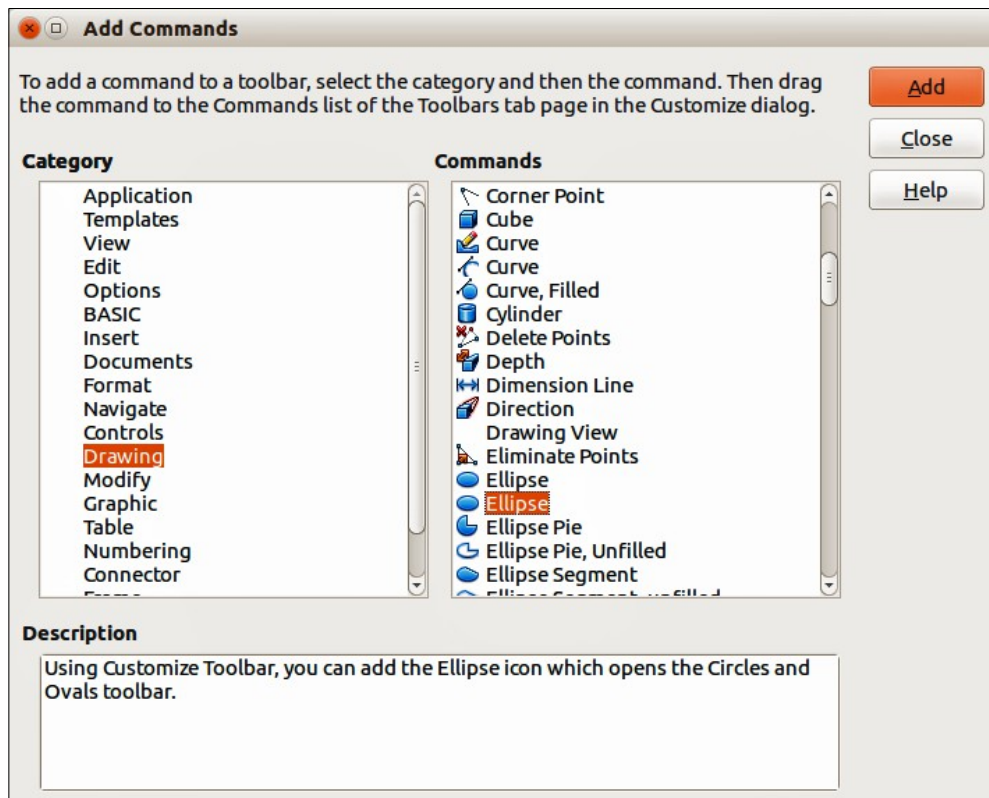 Add Commands
To add a command to a toolbar, select the category and then the command. Then drag
the command to the Commands list of the Toolbars tab page in the Customize dialog.
Add
Close
Help
Category
Application
Templates
View
Edit
Options
BASIC
Insert
Documents
Format
Navigate
Controls
Drawing
Modify
Graphic
Table
Numbering
Connector
Commands
Corner Point
Cube
Curve
Curve
Curve, Filled
Cylinder
Delete Points
Depth
Dimension Line
Direction
Drawing View
Eliminate Points
Ellipse
Ellipse
Ellipse Pie
Ellipse Pie, Unfilled
Ellipse Segment
Ellipse Segment, unfilled
Description
Using Customize Toolbar, you can add the Ellipse icon which opens the Circles and
Ovals toolbar.